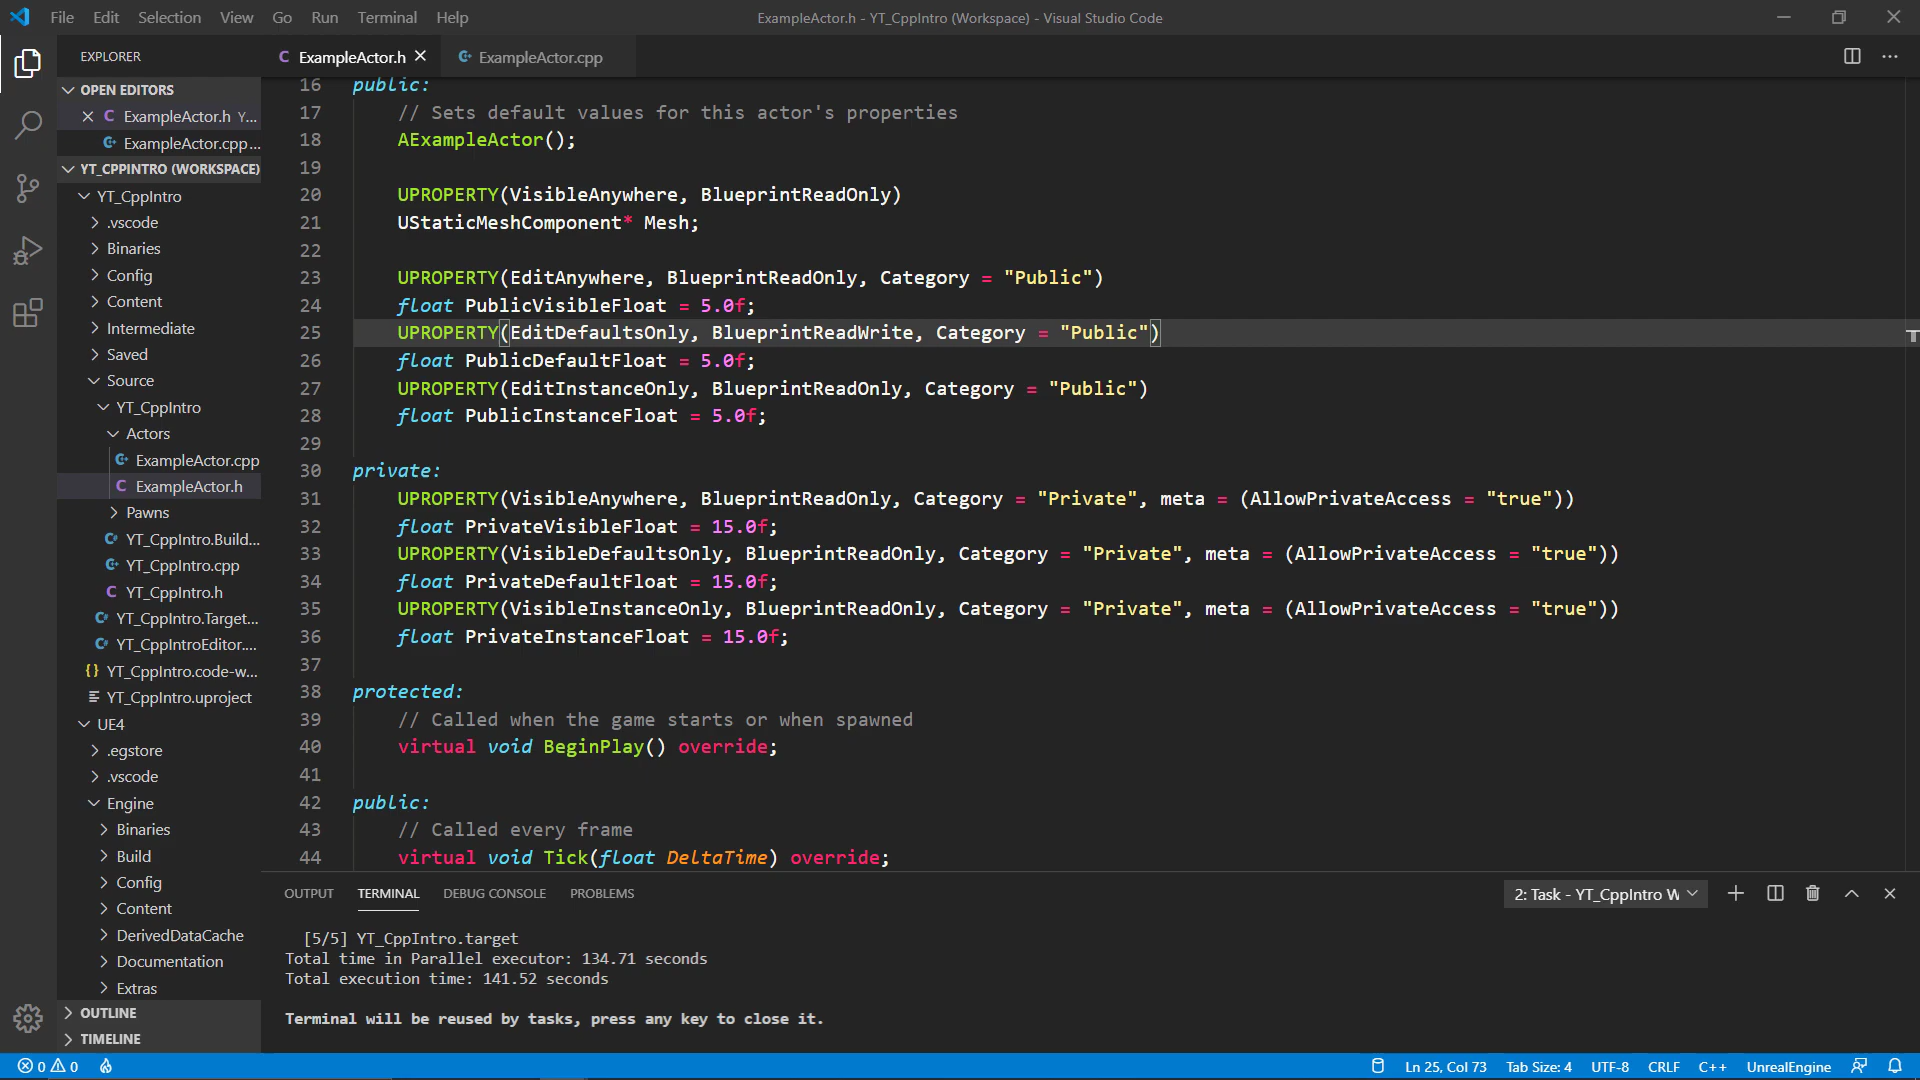 File Edit Selection View Go Run Terminal Help
ExampleActor.h - YT_CppIntro (Workspace) - Visual Studio Code
EXPLORER
OPEN EDITORS
ExampleActor.h Y...
ExampleActor.cpp...
YT_CPPINTRO (WORKSPACE)
YT_CppIntro
.vscode
Binaries
Config
Content
Intermediate
Saved
Source
YT_CppIntro
Actors
ExampleActor.cpp
ExampleActor.h
Pawns
YT_CppIntro.Build...
YT_CppIntro.cpp
YT_CppIntro.h
YT_CppIntro.Target...
YT_CppIntroEditor....
YT_CppIntro.code-w...
YT_CppIntro.uproject
UE4
.egstore
.vscode
Engine
Binaries
Build
Config
Content
DerivedDataCache
Documentation
Extras
OUTLINE
TIMELINE
ExampleActor.h ExampleActor.cpp
16 public:
17 // Sets default values for this actor's properties
18 AExampleActor();
19
20 UPROPERTY(VisibleAnywhere, BlueprintReadOnly)
21 UStaticMeshComponent* Mesh;
22
23 UPROPERTY(EditAnywhere, BlueprintReadOnly, Category = "Public")
24 float PublicVisibleFloat = 5.0f;
25 UPROPERTY(EditDefaultsOnly, BlueprintReadWrite, Category = "Public")
26 float PublicDefaultFloat = 5.0f;
27 UPROPERTY(EditInstanceOnly, BlueprintReadOnly, Category = "Public")
28 float PublicInstanceFloat = 5.0f;
29
30 private:
31 UPROPERTY(VisibleAnywhere, BlueprintReadOnly, Category = "Private", meta = (AllowPrivateAccess = "true"))
32 float PrivateVisibleFloat = 15.0f;
33 UPROPERTY(VisibleDefaultsOnly, BlueprintReadOnly, Category = "Private", meta = (AllowPrivateAccess = "true"))
34 float PrivateDefaultFloat = 15.0f;
35 UPROPERTY(VisibleInstanceOnly, BlueprintReadOnly, Category = "Private", meta = (AllowPrivateAccess = "true"))
36 float PrivateInstanceFloat = 15.0f;
37
38 protected:
39 // Called when the game starts or when spawned
40 virtual void BeginPlay() override;
41
42 public:
43 // Called every frame
44 virtual void Tick(float DeltaTime) override;
OUTPUT TERMINAL DEBUG CONSOLE PROBLEMS
2: Task - YT_CppIntro W
[5/5] YT_CppIntro.target
Total time in Parallel executor: 134.71 seconds
Total execution time: 141.52 seconds
Terminal will be reused by tasks, press any key to close it.
0 0
Ln 25, Col 73 Tab Size: 4 UTF-8 CRLF C++ UnrealEngine